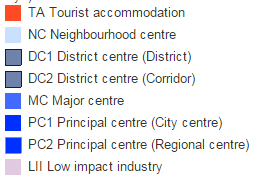 TA Tourist accommodation
NC Neighbourhood centre
DC1 District centre (District)
DC2 District centre (Corridor)
MC Major centre
PC1 Principal centre (City centre)
PC2 Principal centre (Regional centre)
LII Low impact industry